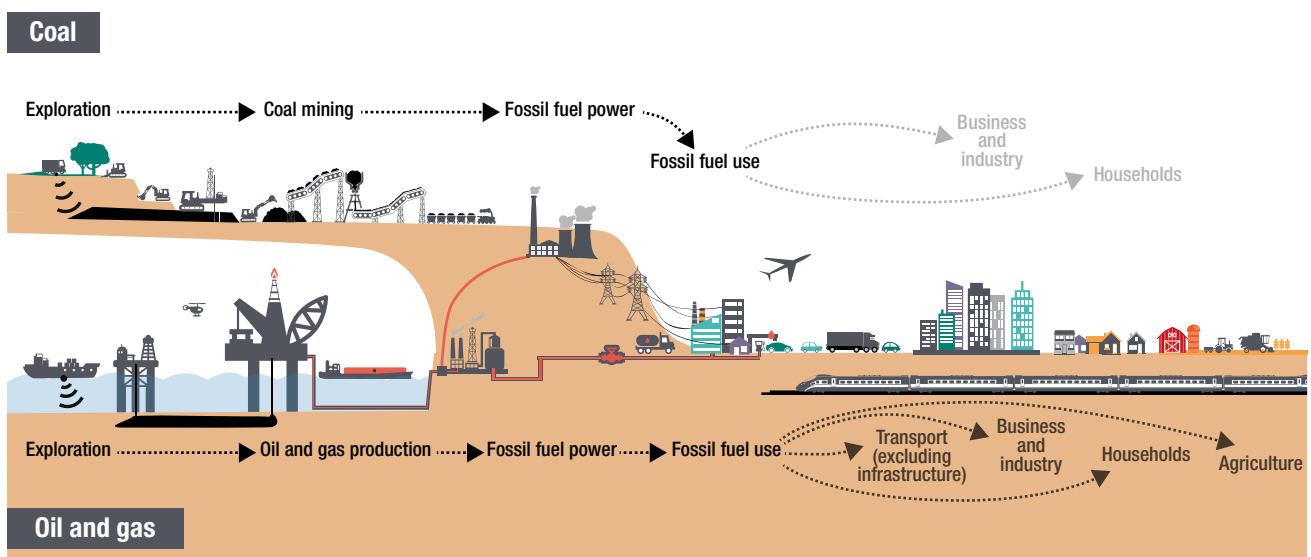 Coal
Exploration
Coal mining
Fossil fuel power
Fossil fuel use
Business
and
industry
Households
Exploration
Oil and gas production
Fossil fuel power
Fossil fuel use
Transport
(excluding
infrastructure)
Business
and
industry
Households
Agriculture
Oil and gas